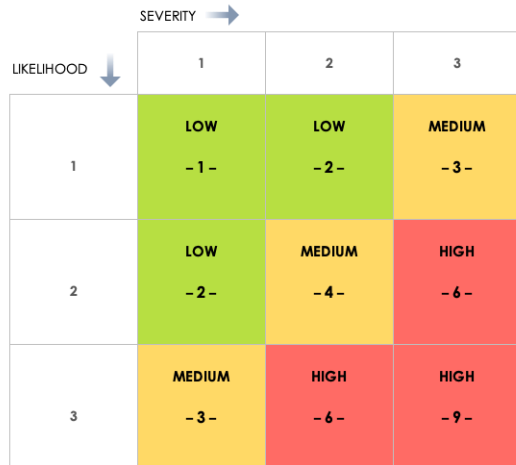 SEVERITY
LIKELIHOOD
1 2 3
LOW LOW MEDIUM
1
– 1 – – 2 – – 3 –
LOW MEDIUM HIGH
2
– 2 – – 4 – – 6 –
MEDIUM HIGH HIGH
3
– 3 – – 6 – – 9 –